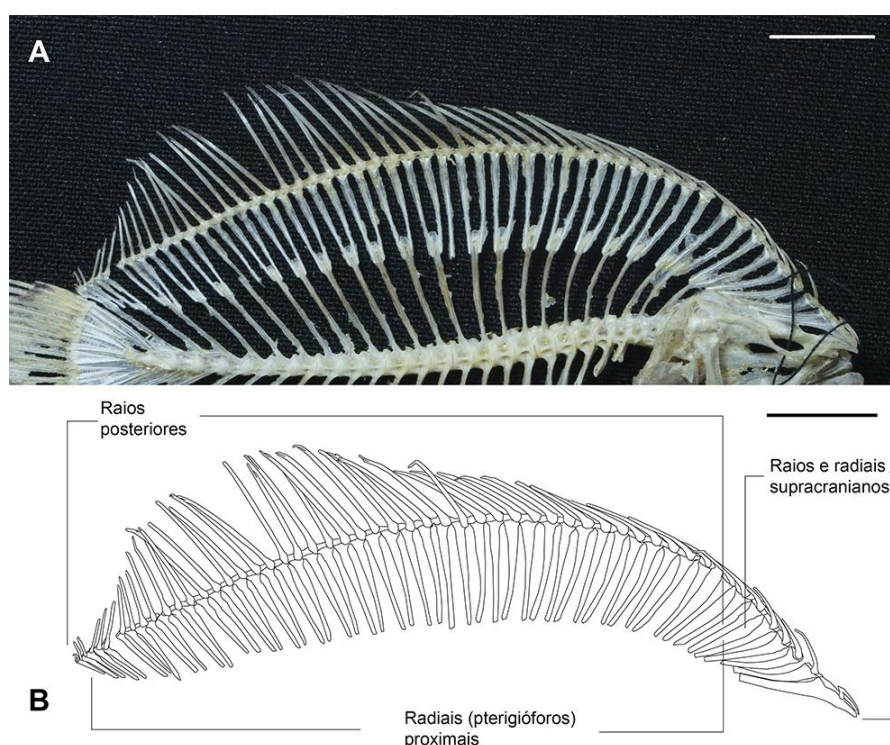 A
Raios
posteriores
Raios e radiais
supracranianos
B
Radiais (pterigióforos)
proximais